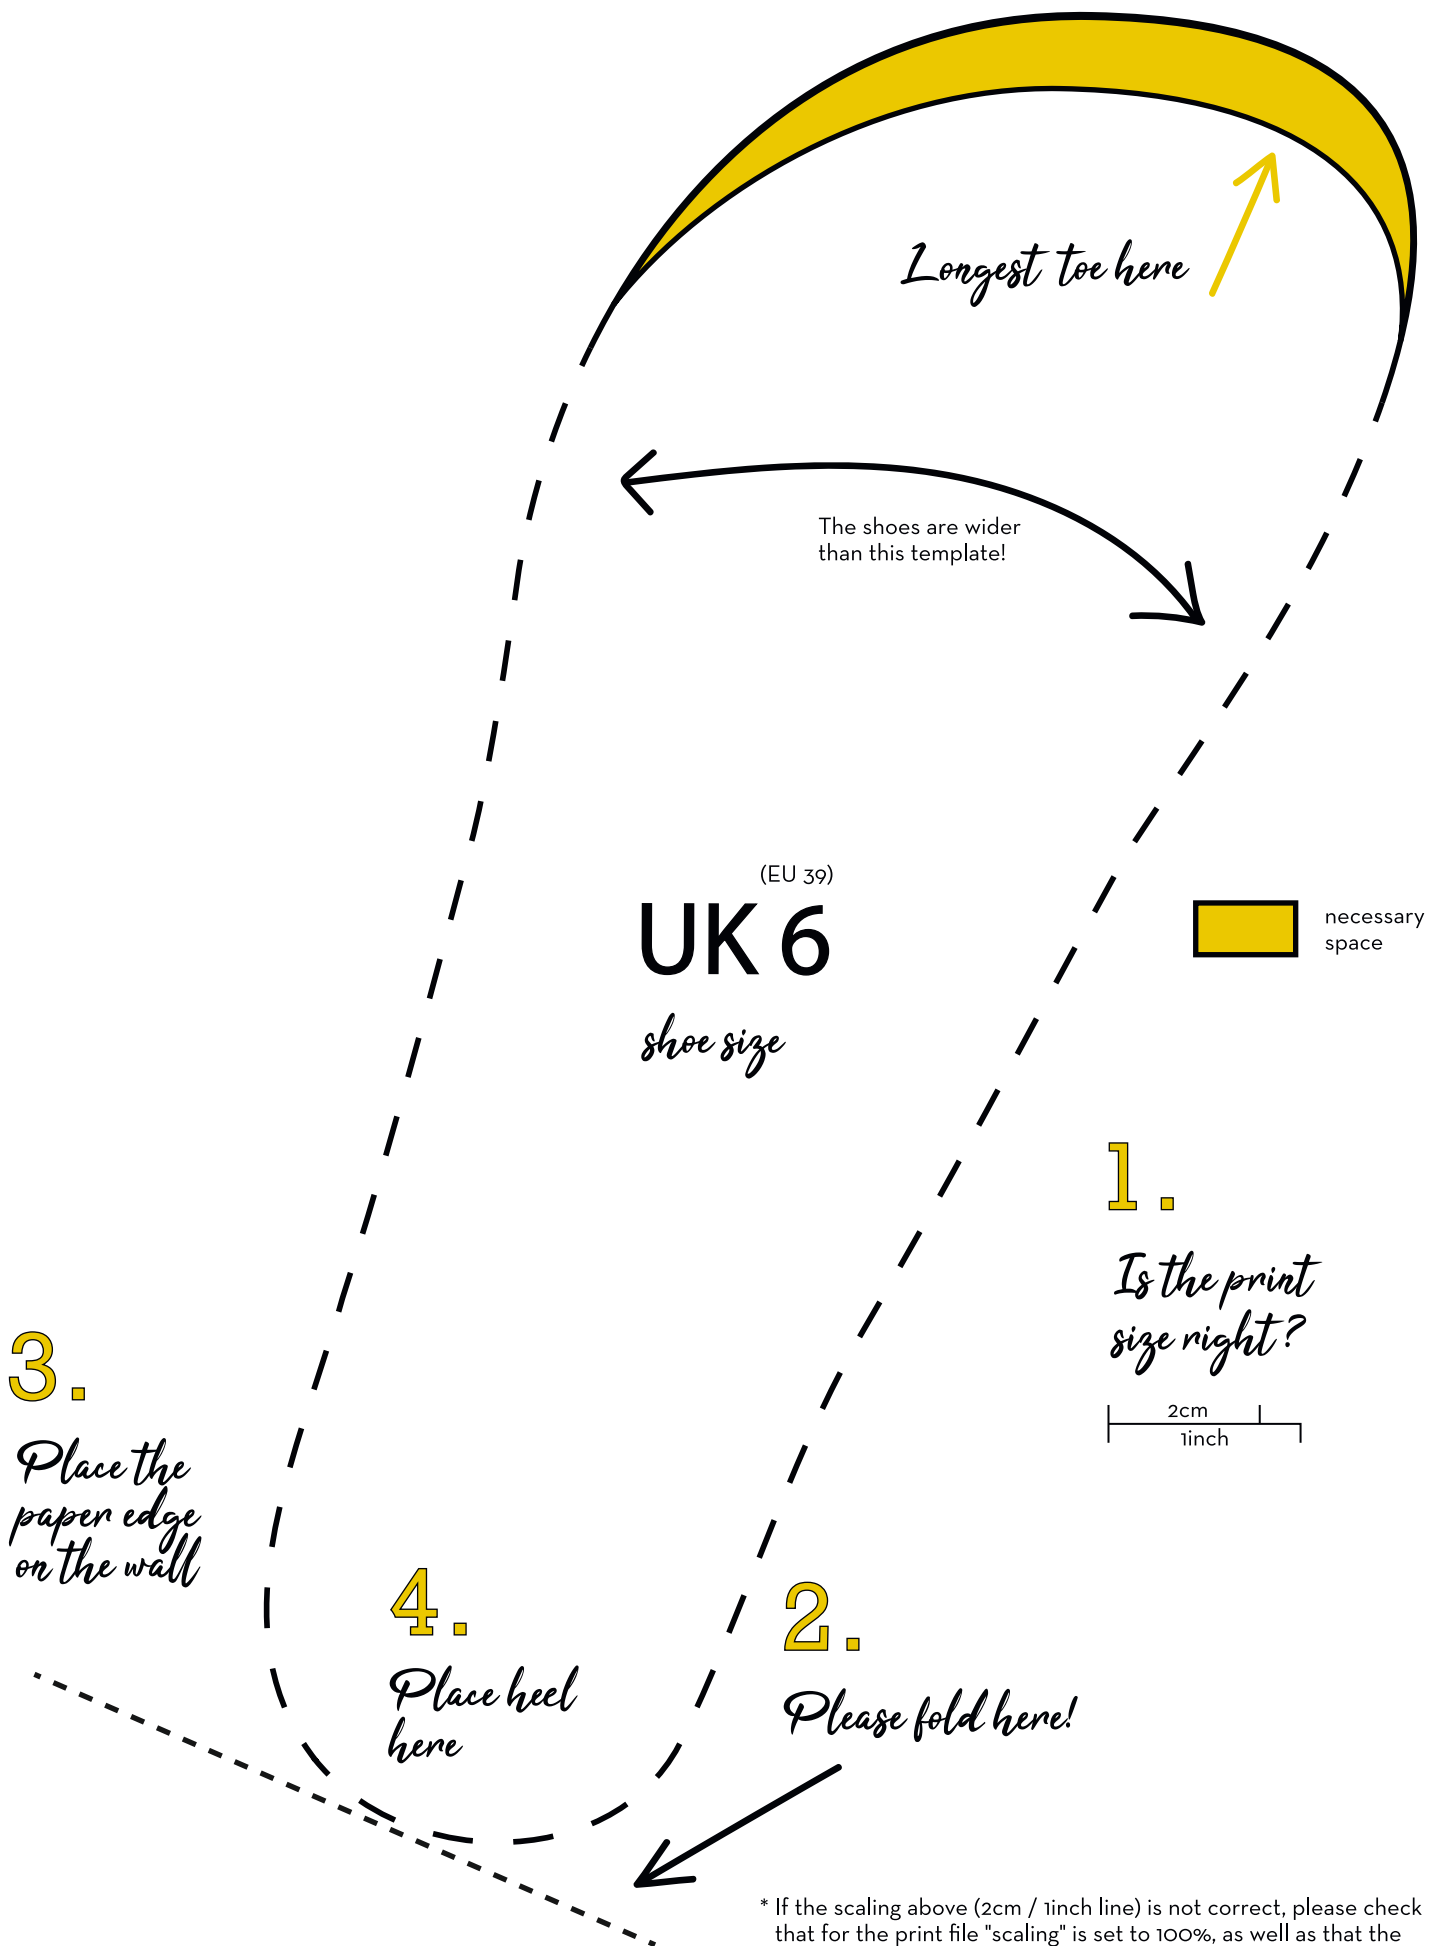 Longest toe here
The shoes are wider
than this template!
(EU 39)
UK 6
shoe size
necessary
space
1.
Is the print
size right?
2cm
1inch
3.
Place the
paper edge
on the wall
4.
Place heel
here
2.
Please fold here!
* If the scaling above (2cm / 1inch line) is not correct, please check
that for the print file "scaling" is set to 100%, as well as that the